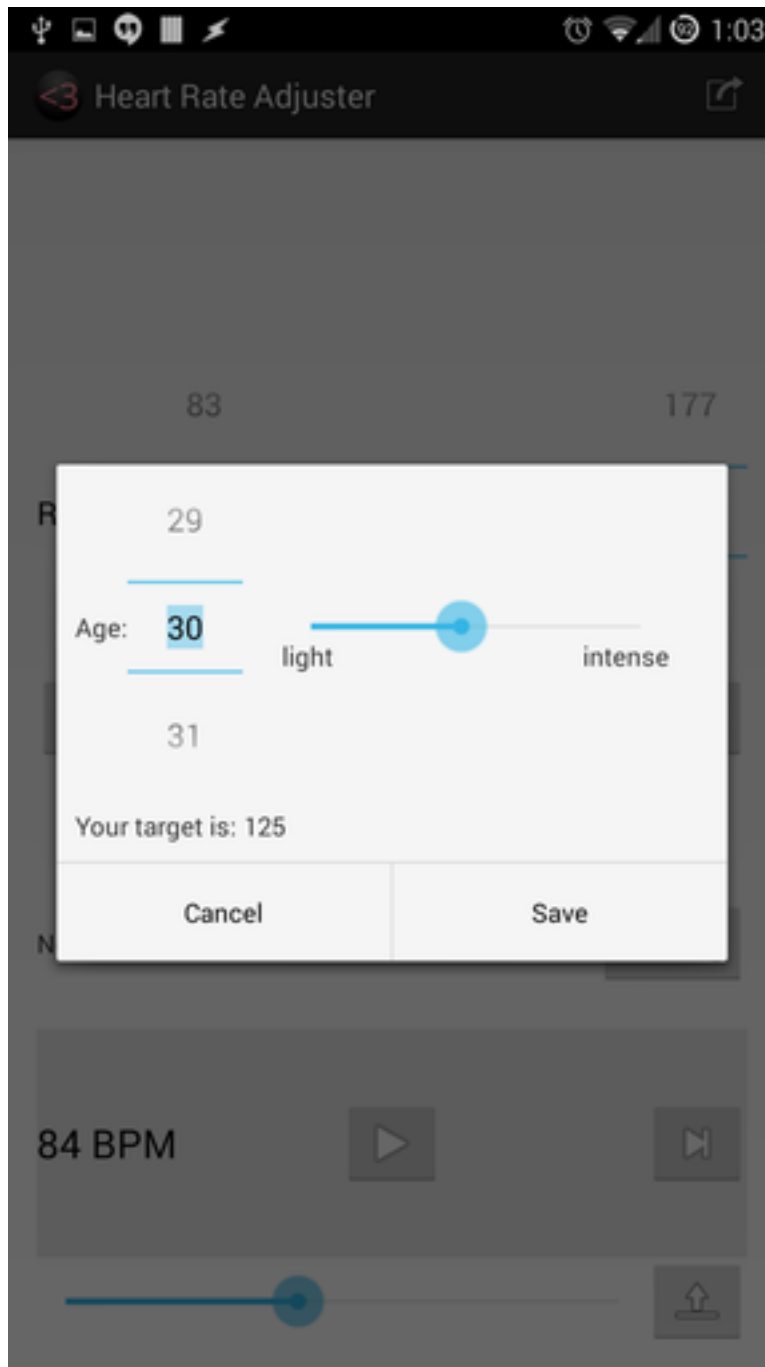 92 1:03
<3 Heart Rate Adjuster
83 177
R
29
Age: 30
light intense
31
Your target is: 125
Cancel Save
N
84 BPM